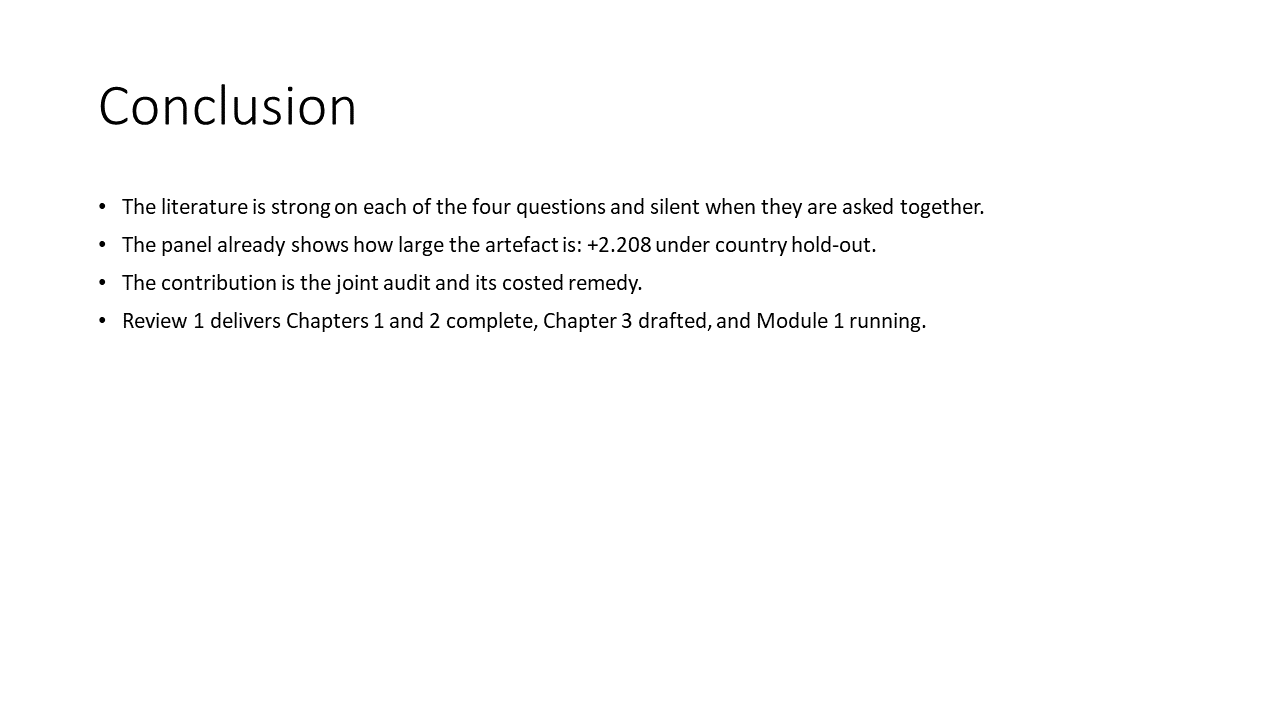 Conclusion
• The literature is strong on each of the four questions and silent when they are asked together.
• The panel already shows how large the artefact is: +2.208 under country hold-out.
• The contribution is the joint audit and its costed remedy.
• Review 1 delivers Chapters 1 and 2 complete, Chapter 3 drafted, and Module 1 running.